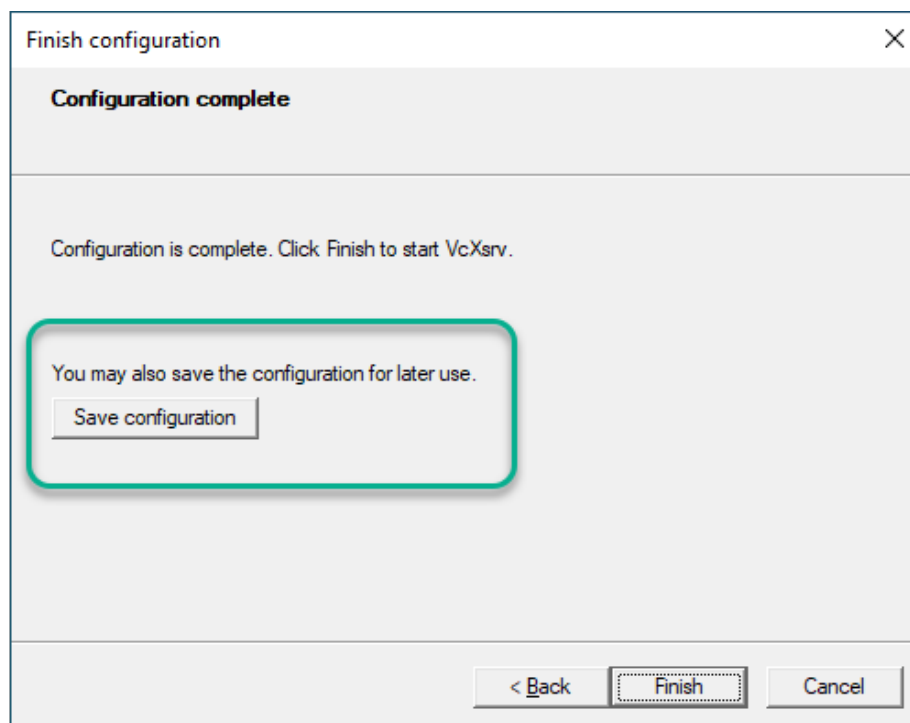 Finish configuration
Configuration complete
Configuration is complete. Click Finish to start VcXsrv.
You may also save the configuration for later use.
Save configuration
< Back
Finish
Cancel